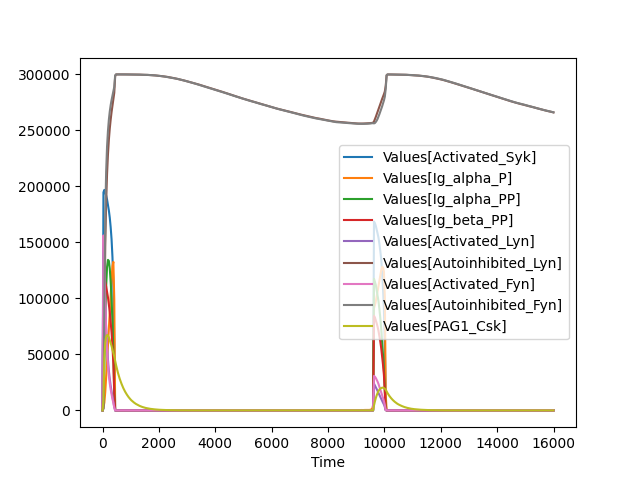 300000
250000
200000
150000
100000
50000
0
Values[Activated_Syk]
Values[Ig_alpha_P]
Values[Ig_alpha_PP]
Values[Ig_beta_PP]
Values[Activated_Lyn]
Values[Autoinhibited_Lyn]
Values[Activated_Fyn]
Values[Autoinhibited_Fyn]
Values[PAG1_Csk]
0 2000 4000 6000 8000 10000 12000 14000 16000
Time